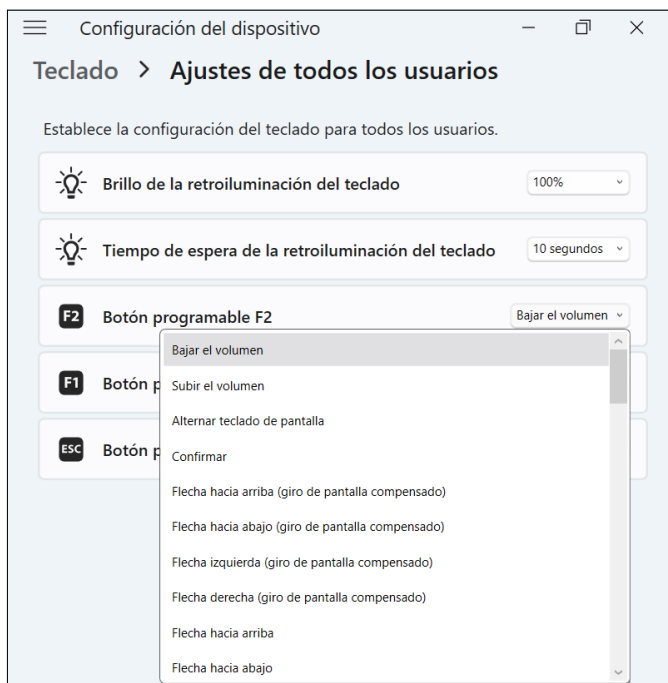 Configuración del dispositivo
Teclado > Ajustes de todos los usuarios
Establece la configuración del teclado para todos los usuarios.
Brillo de la retroiluminación del teclado 100%
Tiempo de espera de la retroiluminación del teclado 10 segundos
F2 Botón programable F2 Bajar el volumen
Bajar el volumen
F1 Botón p
Subir el volumen
Alternar teclado de pantalla
ESC Botón p
Confirmar
Flecha hacia arriba (giro de pantalla compensado)
Flecha hacia abajo (giro de pantalla compensado)
Flecha izquierda (giro de pantalla compensado)
Flecha derecha (giro de pantalla compensado)
Flecha hacia arriba
Flecha hacia abajo